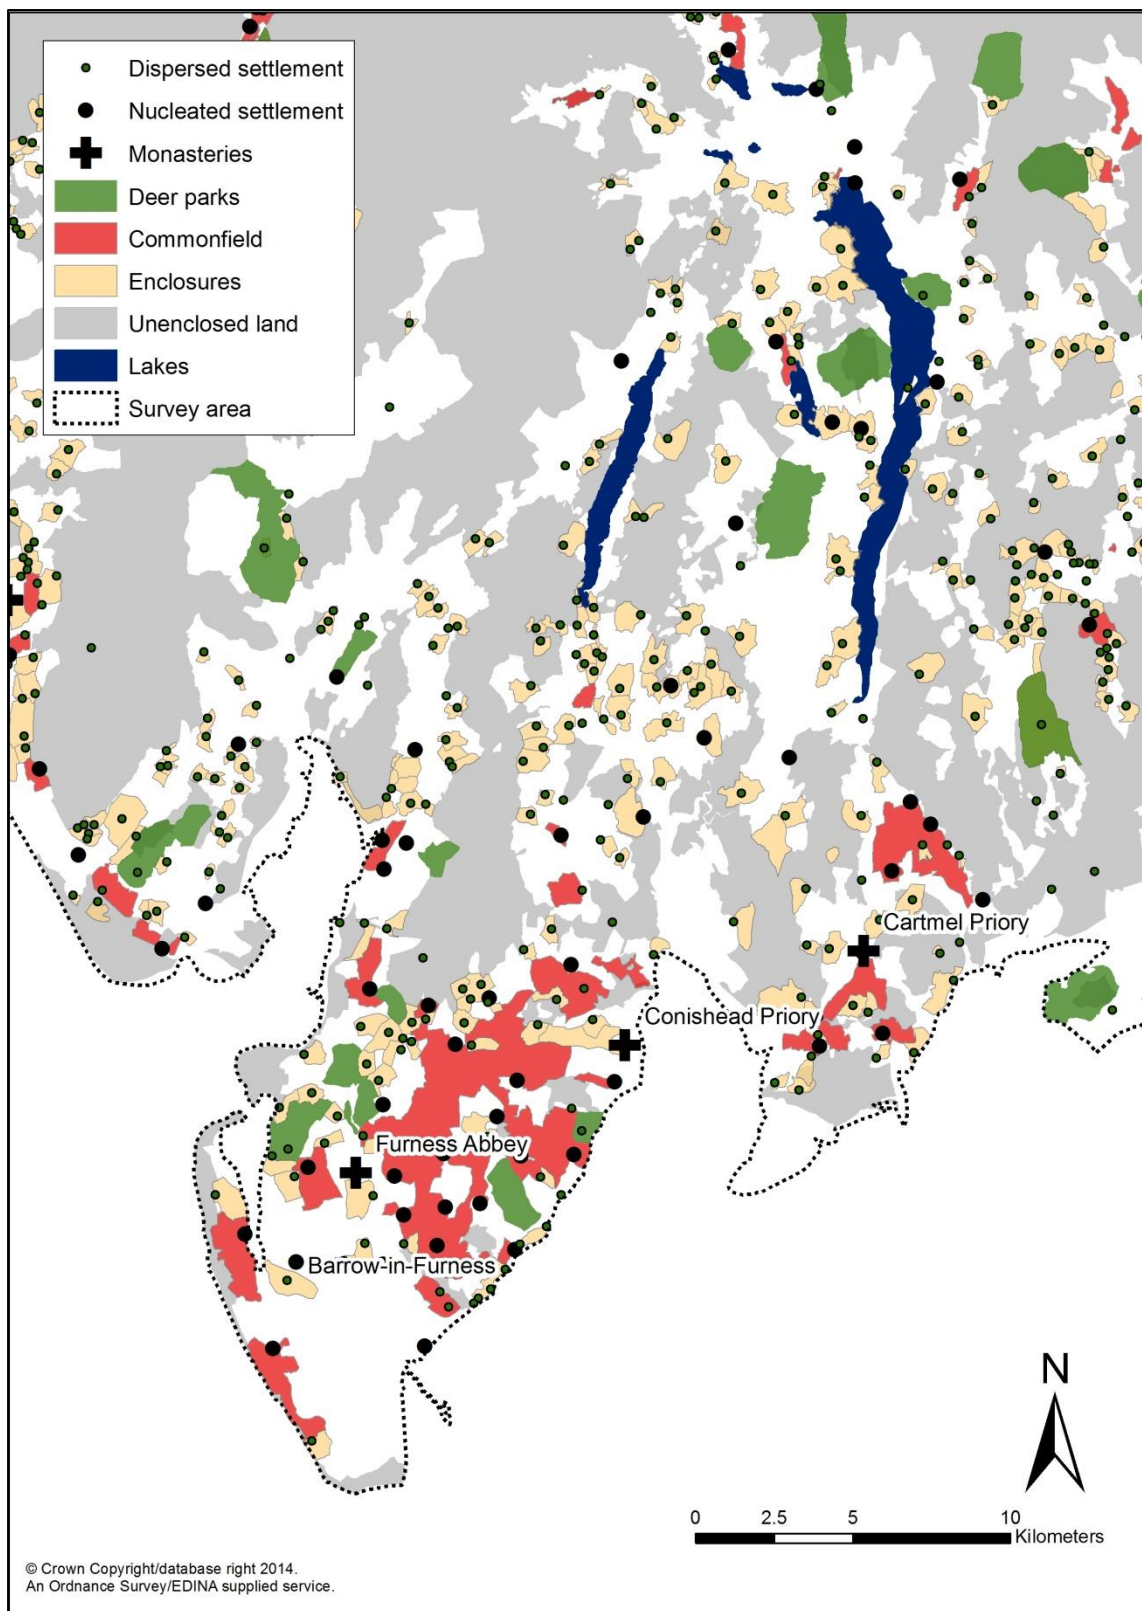 Dispersed settlement
Nucleated settlement
Monasteries
Deer parks
Commonfield
Enclosures
Unenclosed land
Lakes
Survey area
Cartmel Priory
Conishead Priory
Furness Abbey
Barrow-in-Furness
N
0 2.5 5 10
Kilometers
© Crown Copyright/database right 2014.
An Ordnance Survey/EDINA supplied service.